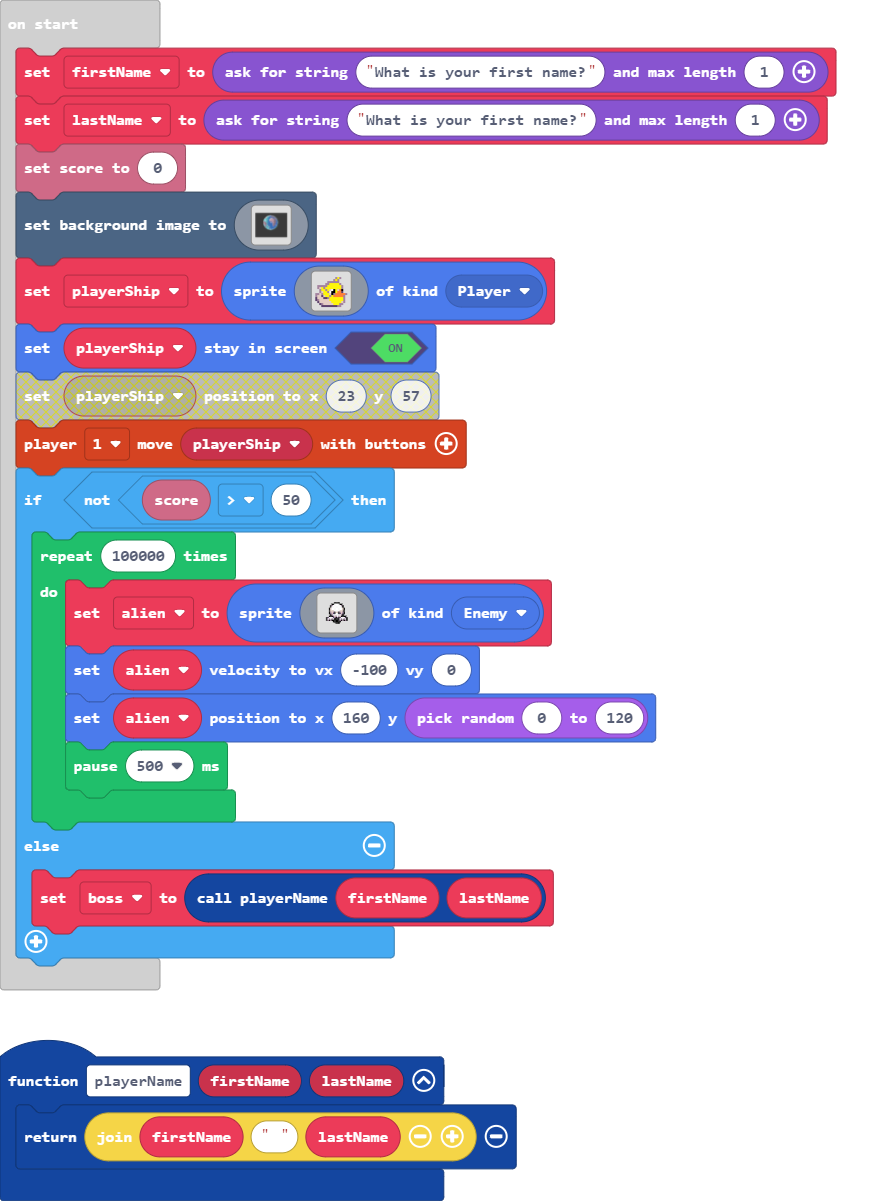 on start
set firstName to ask for string "What is your first name?" and max length 1
set lastName to ask for string "What is your first name?" and max length 1
set score to 0
set background image to
set playerShip to sprite of kind Player
set playerShip stay in screen ON
set playerShip position to x 23 y 57
player 1 move playerShip with buttons
if not score > 50 then
repeat 100000 times
do
set alien to sprite of kind Enemy
set alien velocity to vx -100 vy 0
set alien position to x 160 y pick random 0 to 120
pause 500 ms
else
set boss to call playerName firstName lastName
function playerName firstName lastName
return join firstName " " lastName